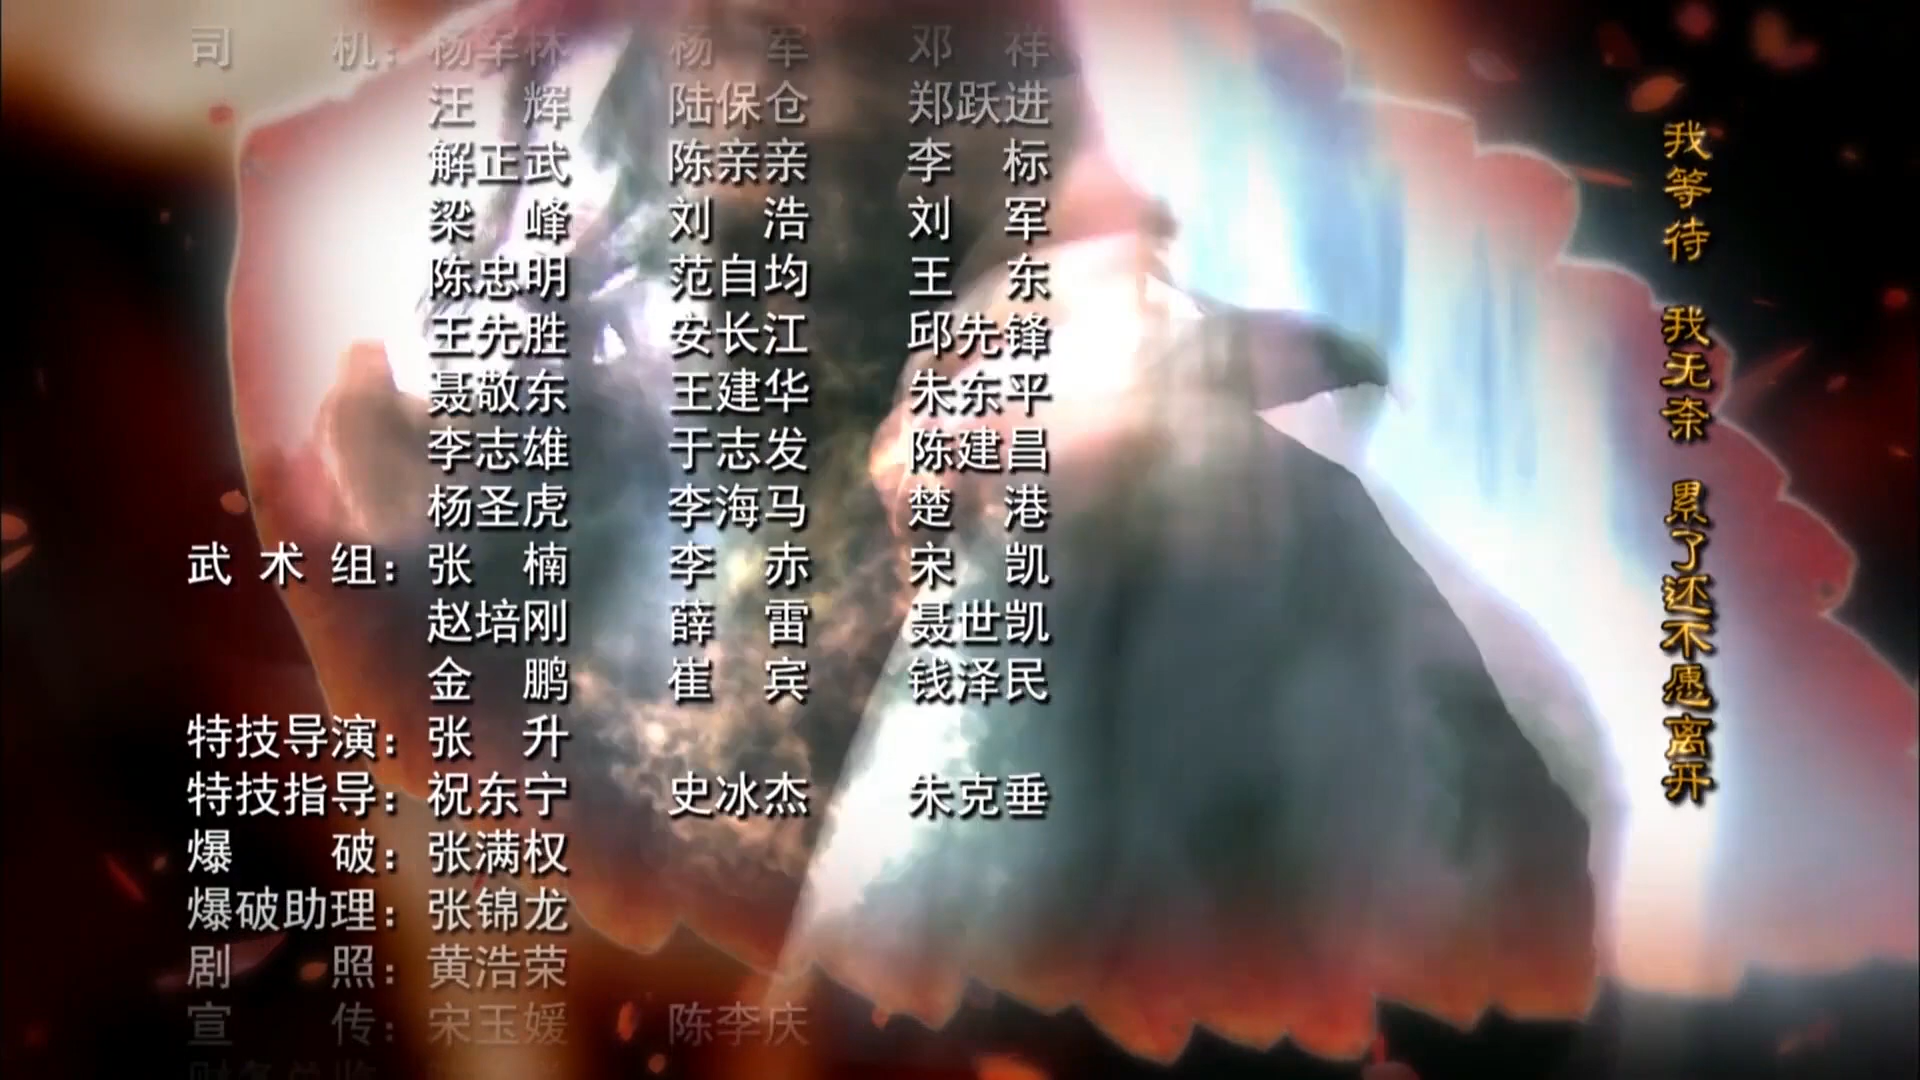 司机：杨军林 杨军 邓祥
汪辉 陆保仓 郑跃进
解正武 陈亲亲 李标
梁峰 刘浩 刘军
陈忠明 范自均 王东
王先胜 安长江 邱先锋
聂敬东 王建华 朱东平
李志雄 于志发 陈建昌
杨圣虎 李海马 楚港
武术组：张楠 李赤 宋凯
赵培刚 薛雷 聂世凯
金鹏 崔宾 钱泽民
特技导演：张升
特技指导：祝东宁 史冰杰 朱克垂
爆破：张满权
爆破助理：张锦龙
剧照：黄浩荣
宣传：宋玉媛 陈李庆
我等待 我无奈 累了还不愿离开